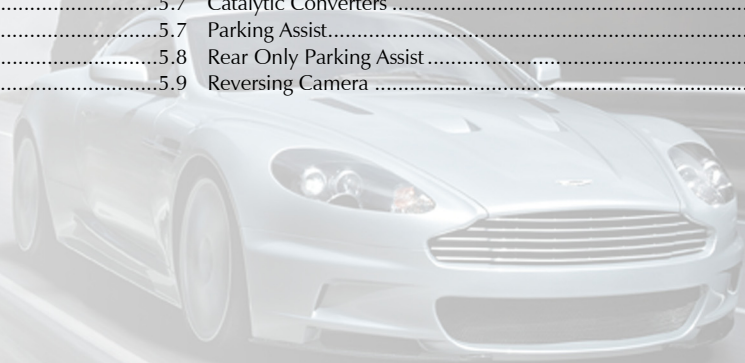 ...................................5.7 Catalytic Converters ....................................................................................
...................................5.7 Parking Assist..................................................................................................
...................................5.8 Rear Only Parking Assist.............................................................................
...................................5.9 Reversing Camera ........................................................................................